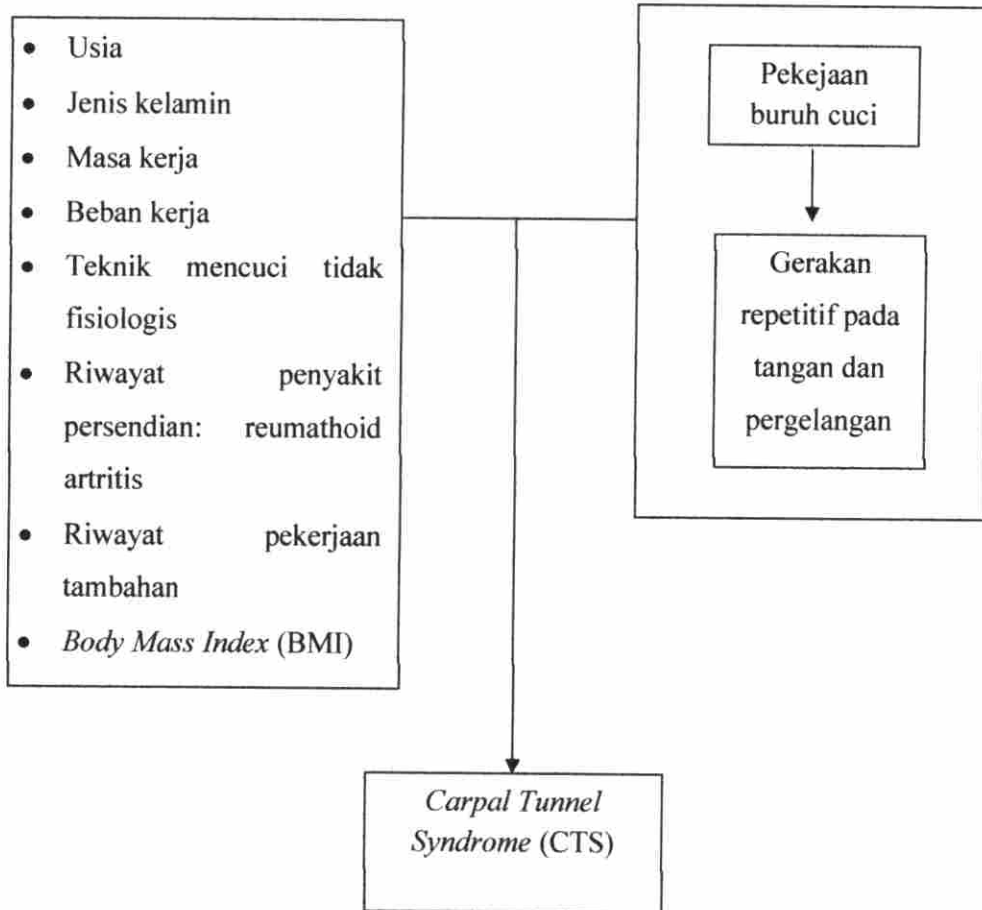 • Usia
• Jenis kelamin
• Masa kerja
• Beban kerja
• Teknik mencuci tidak
fisiologis
• Riwayat penyakit
persendian: reumathoid
artritis
• Riwayat pekerjaan
tambahan
• Body Mass Index (BMI)
Pekejaan
buruh cuci
Gerakan
repetitif pada
tangan dan
pergelangan
Carpal Tunnel
Syndrome (CTS)